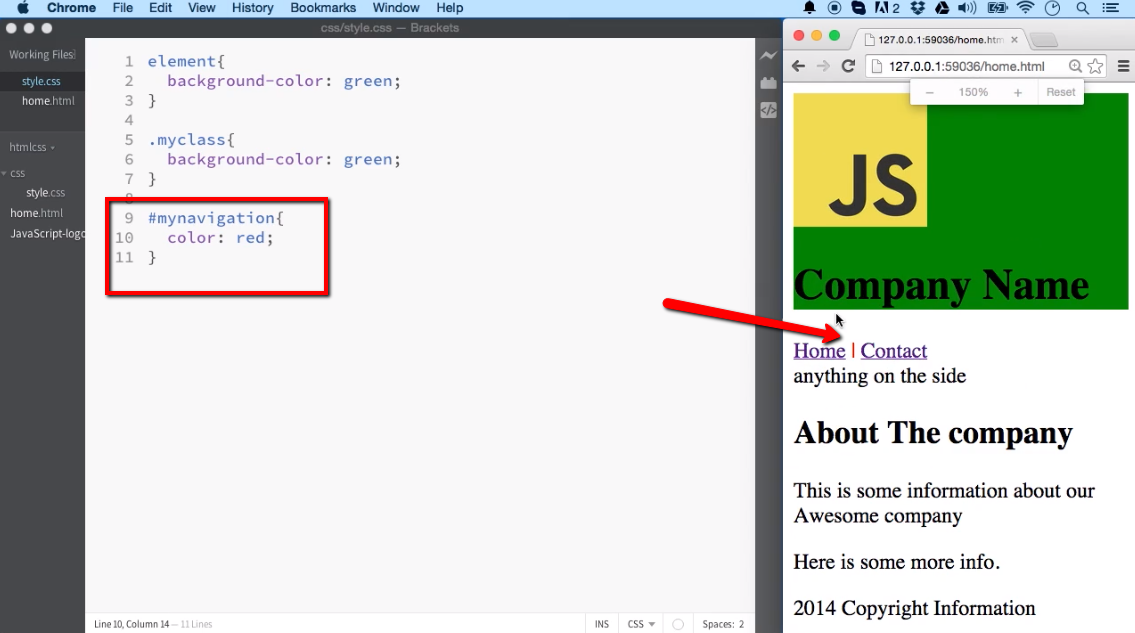 Chrome File Edit View History Bookmarks Window Help 2
css/style.css — Brackets
Working Files
style.css
home.html
htmlcss
css
style.css
home.html
JavaScript-logo
1 element{
2 background-color: green;
3 }
4
5 .myclass{
6 background-color: green;
7 }
8
9 #mynavigation{
10 color: red;
11 }
Line 10, Column 14 — 11 Lines
INS CSS Spaces: 2
127.0.0.1:59036/home.htm
127.0.0.1:59036/home.html
− 150% + Reset
JS
Company Name
Home | Contact
anything on the side
About The company
This is some information about our
Awesome company
Here is some more info.
2014 Copyright Information